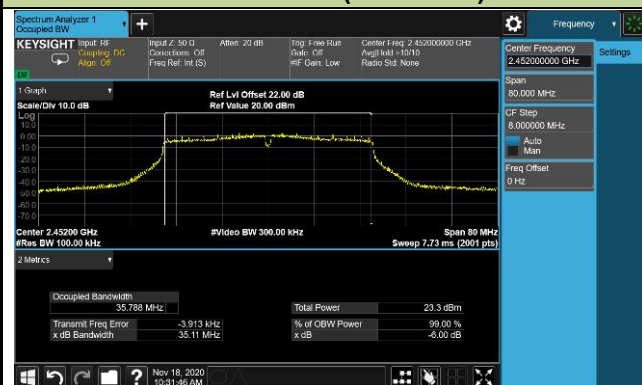 Spectrum Analyzer 1
Occupied BW
+
Frequency
KEYSIGHT
Input: RF
Coupling: DC
Align: Off
Input Z: 50 Ω
Corrections: Off
Freq Ref: Int (S)
Atten: 20 dB
Trig: Free Run
Gate: Off
#IF Gain: Low
Center Freq: 2.452000000 GHz
Avg|Hold >10/10
Radio Std: None
Center Frequency
2.452000000 GHz
Settings
Span
80.000 MHz
CF Step
8.000000 MHz
Auto
Man
Freq Offset
0 Hz
1 Graph
Scale/Div 10.0 dB
Ref Lvl Offset 22.00 dB
Ref Value 20.00 dBm
Log
10.0
0.00
-10.0
-20.0
-30.0
-40.0
-50.0
-60.0
-70.0
Center 2.45200 GHz
#Res BW 100.00 kHz
#Video BW 300.00 kHz
Span 80 MHz
Sweep 7.73 ms (2001 pts)
2 Metrics
Occupied Bandwidth
35.788 MHz
Total Power 23.3 dBm
Transmit Freq Error -3.913 kHz
% of OBW Power 99.00 %
x dB Bandwidth 35.11 MHz
x dB -6.00 dB
?
Nov 18, 2020
10:31:46 AM